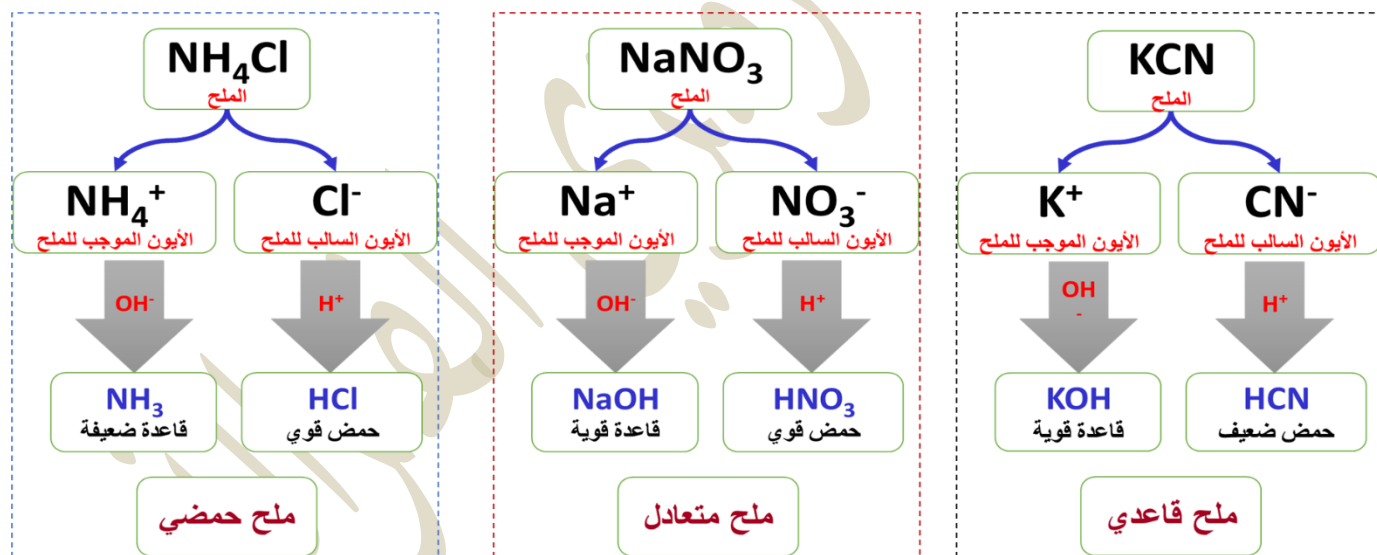 NH₄Cl
الملح
NH₄⁺
الأيون الموجب للملح
Cl⁻
الأيون السالب للملح
OH⁻
H⁺
NH₃
قاعدة ضعيفة
HCl
حمض قوي
ملح حمضي
NaNO₃
الملح
Na⁺
الأيون الموجب للملح
NO₃⁻
الأيون السالب للملح
OH⁻
H⁺
NaOH
قاعدة قوية
HNO₃
حمض قوي
ملح متعادل
KCN
الملح
K⁺
الأيون الموجب للملح
CN⁻
الأيون السالب للملح
OH
-
H⁺
KOH
قاعدة قوية
HCN
حمض ضعيف
ملح قاعدي